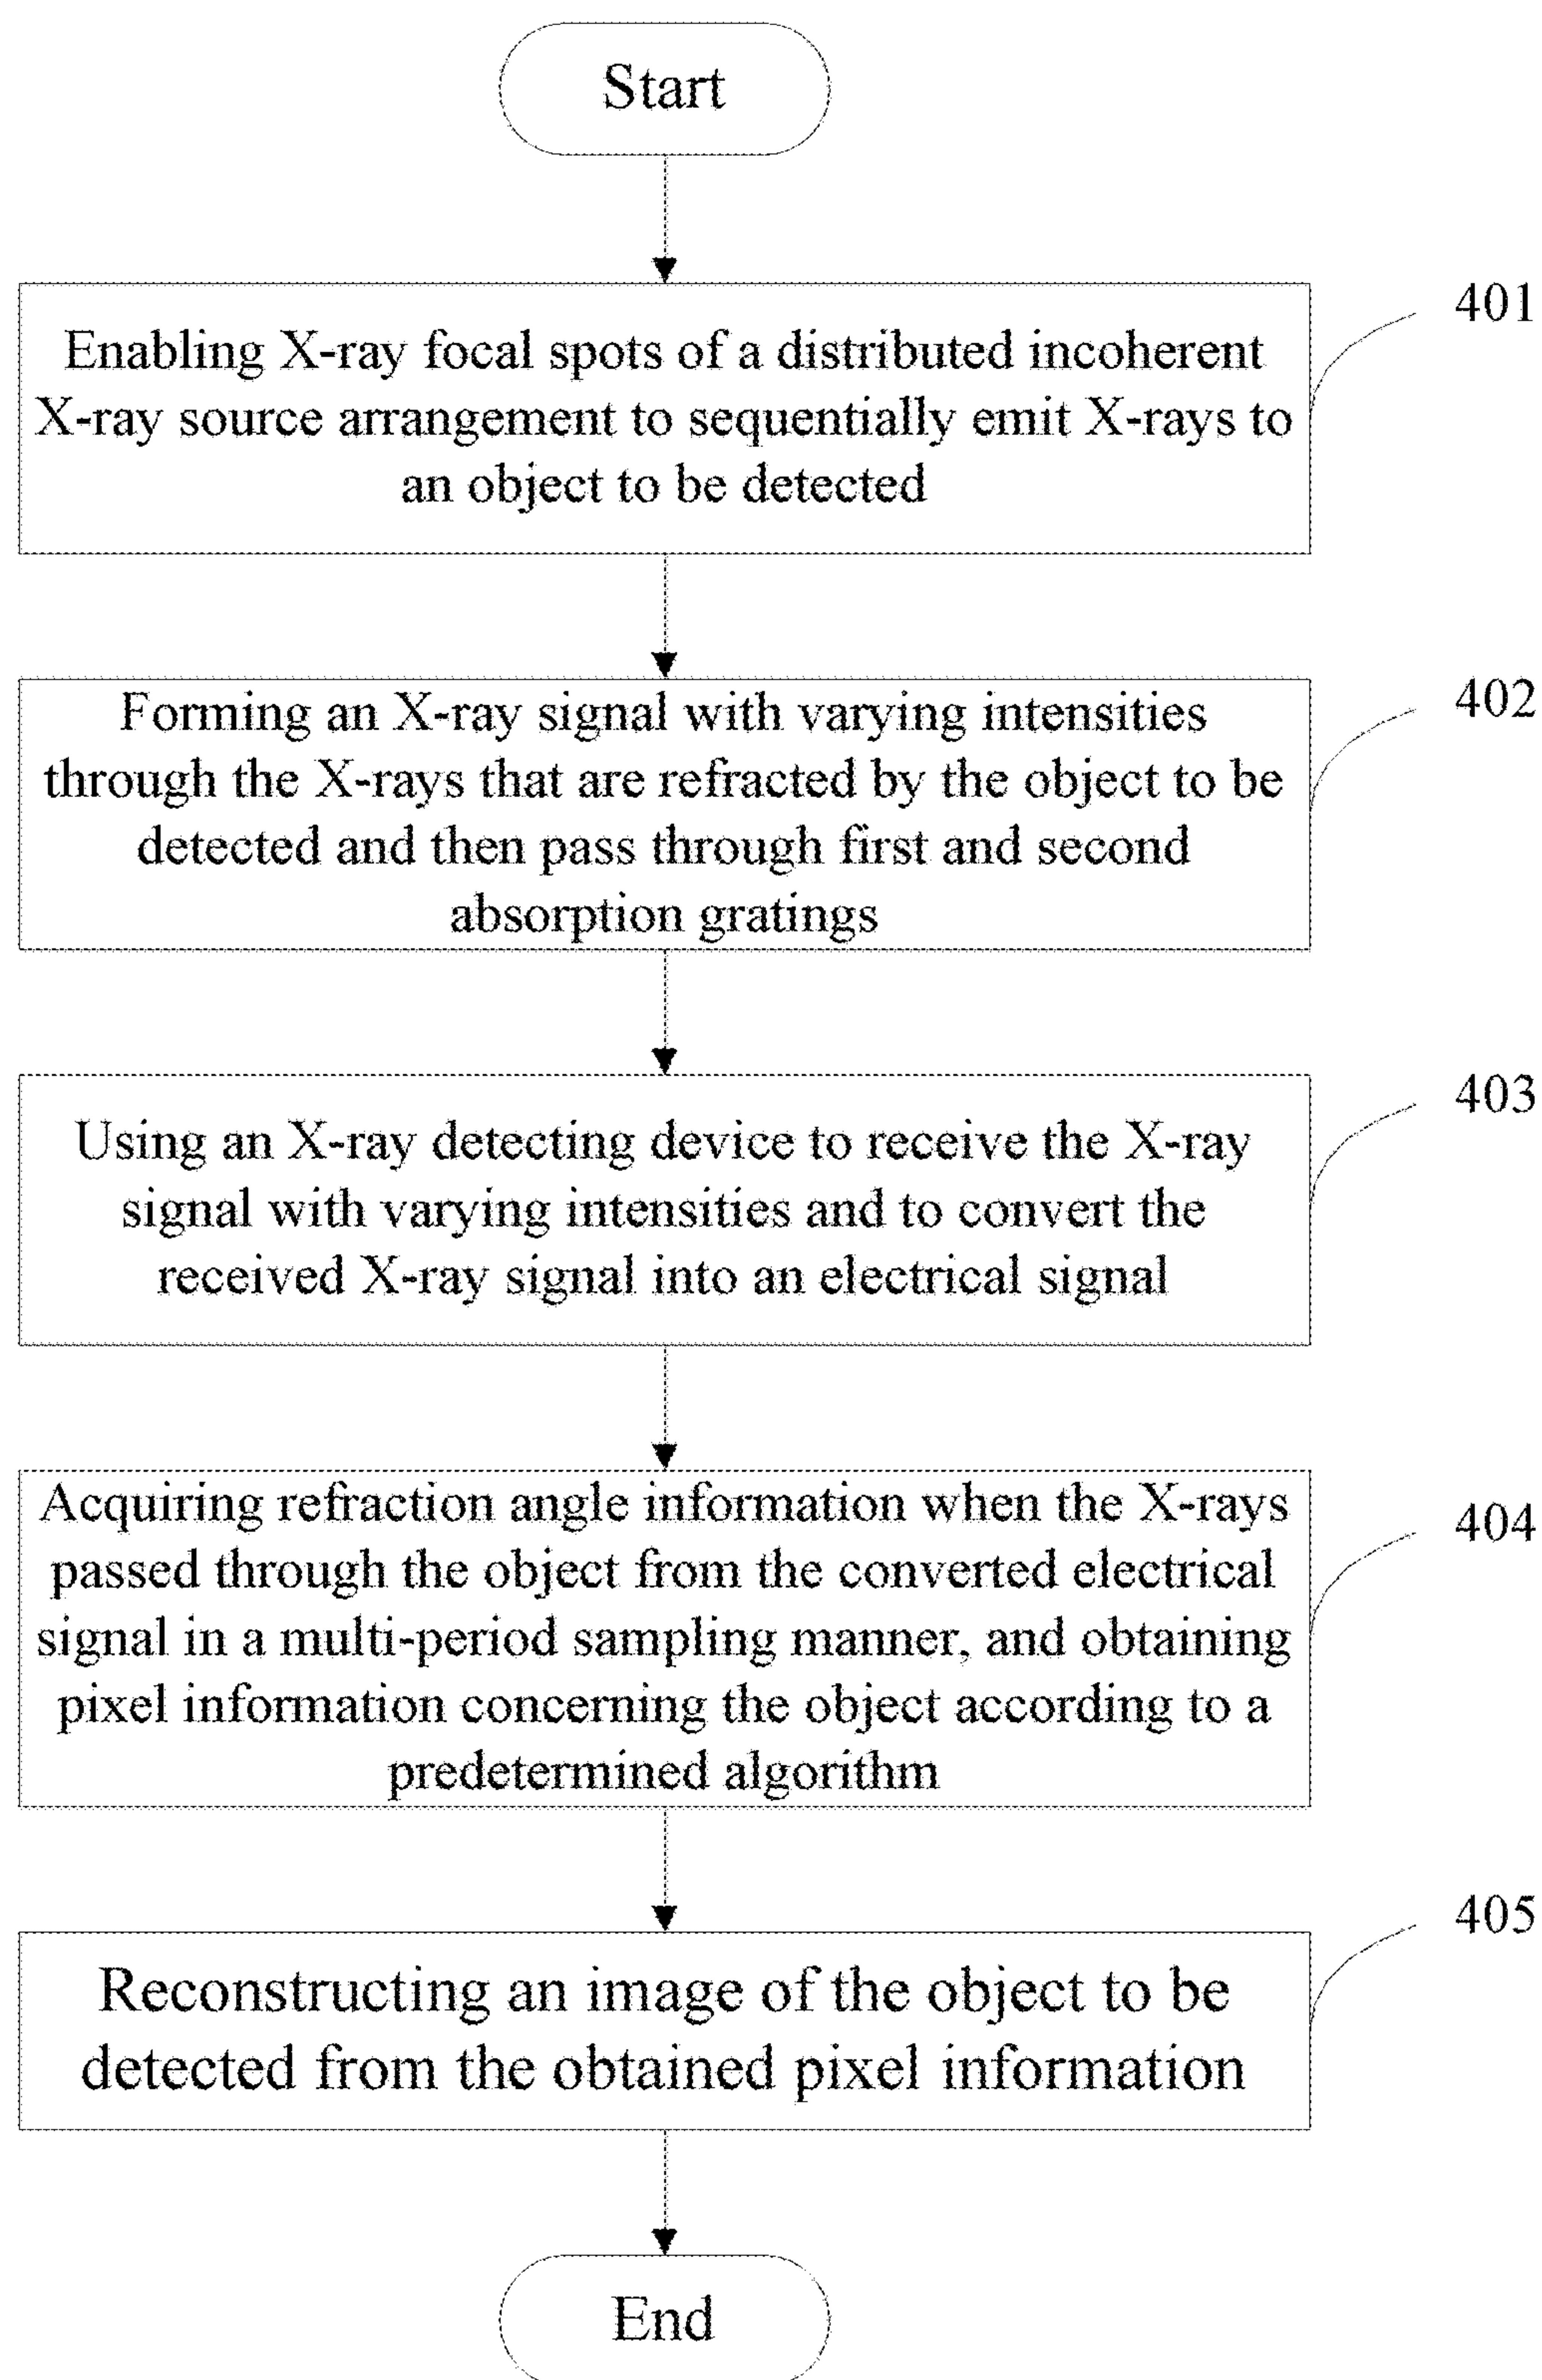 Start
401
Enabling X-ray focal spots of a distributed incoherent
X-ray source arrangement to sequentially emit X-rays to
an object to be detected
402
Forming an X-ray signal with varying intensities
through the X-rays that are refracted by the object to be
detected and then pass through first and second
absorption gratings
403
Using an X-ray detecting device to receive the X-ray
signal with varying intensities and to convert the
received X-ray signal into an electrical signal
404
Acquiring refraction angle information when the X-rays
passed through the object from the converted electrical
signal in a multi-period sampling manner, and obtaining
pixel information concerning the object according to a
predetermined algorithm
405
Reconstructing an image of the object to be
detected from the obtained pixel information
End